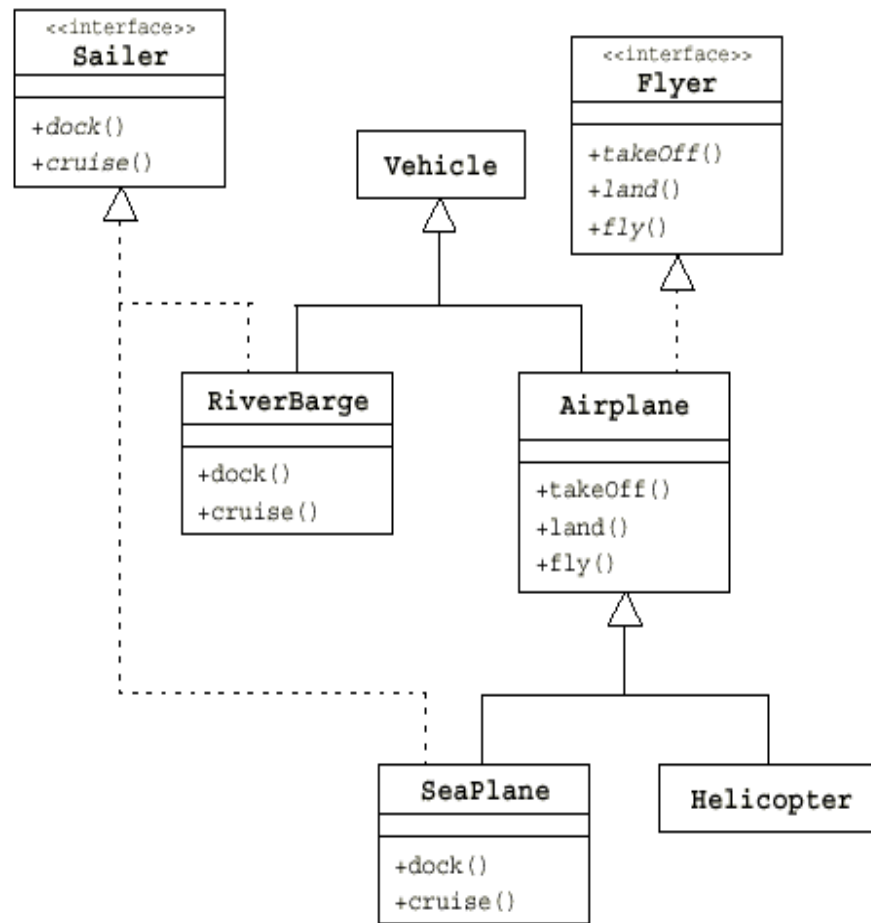 <<interface>>
Sailer
+dock()
+cruise()
<<interface>>
Flyer
+takeOff()
+land()
+fly()
Vehicle
RiverBarge
+dock()
+cruise()
Airplane
+takeOff()
+land()
+fly()
SeaPlane
+dock()
+cruise()
Helicopter